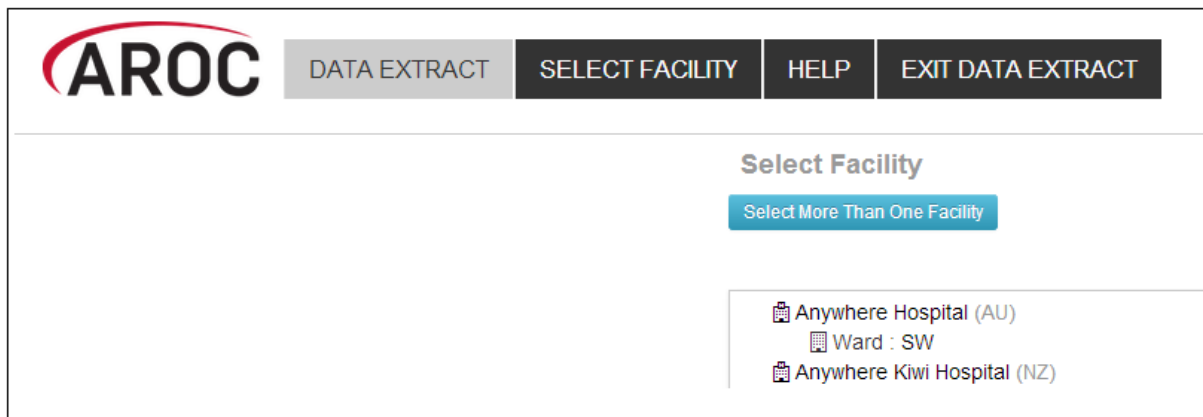 AROC DATA EXTRACT SELECT FACILITY HELP EXIT DATA EXTRACT
Select Facility
Select More Than One Facility
Anywhere Hospital (AU)
Ward : SW
Anywhere Kiwi Hospital (NZ)